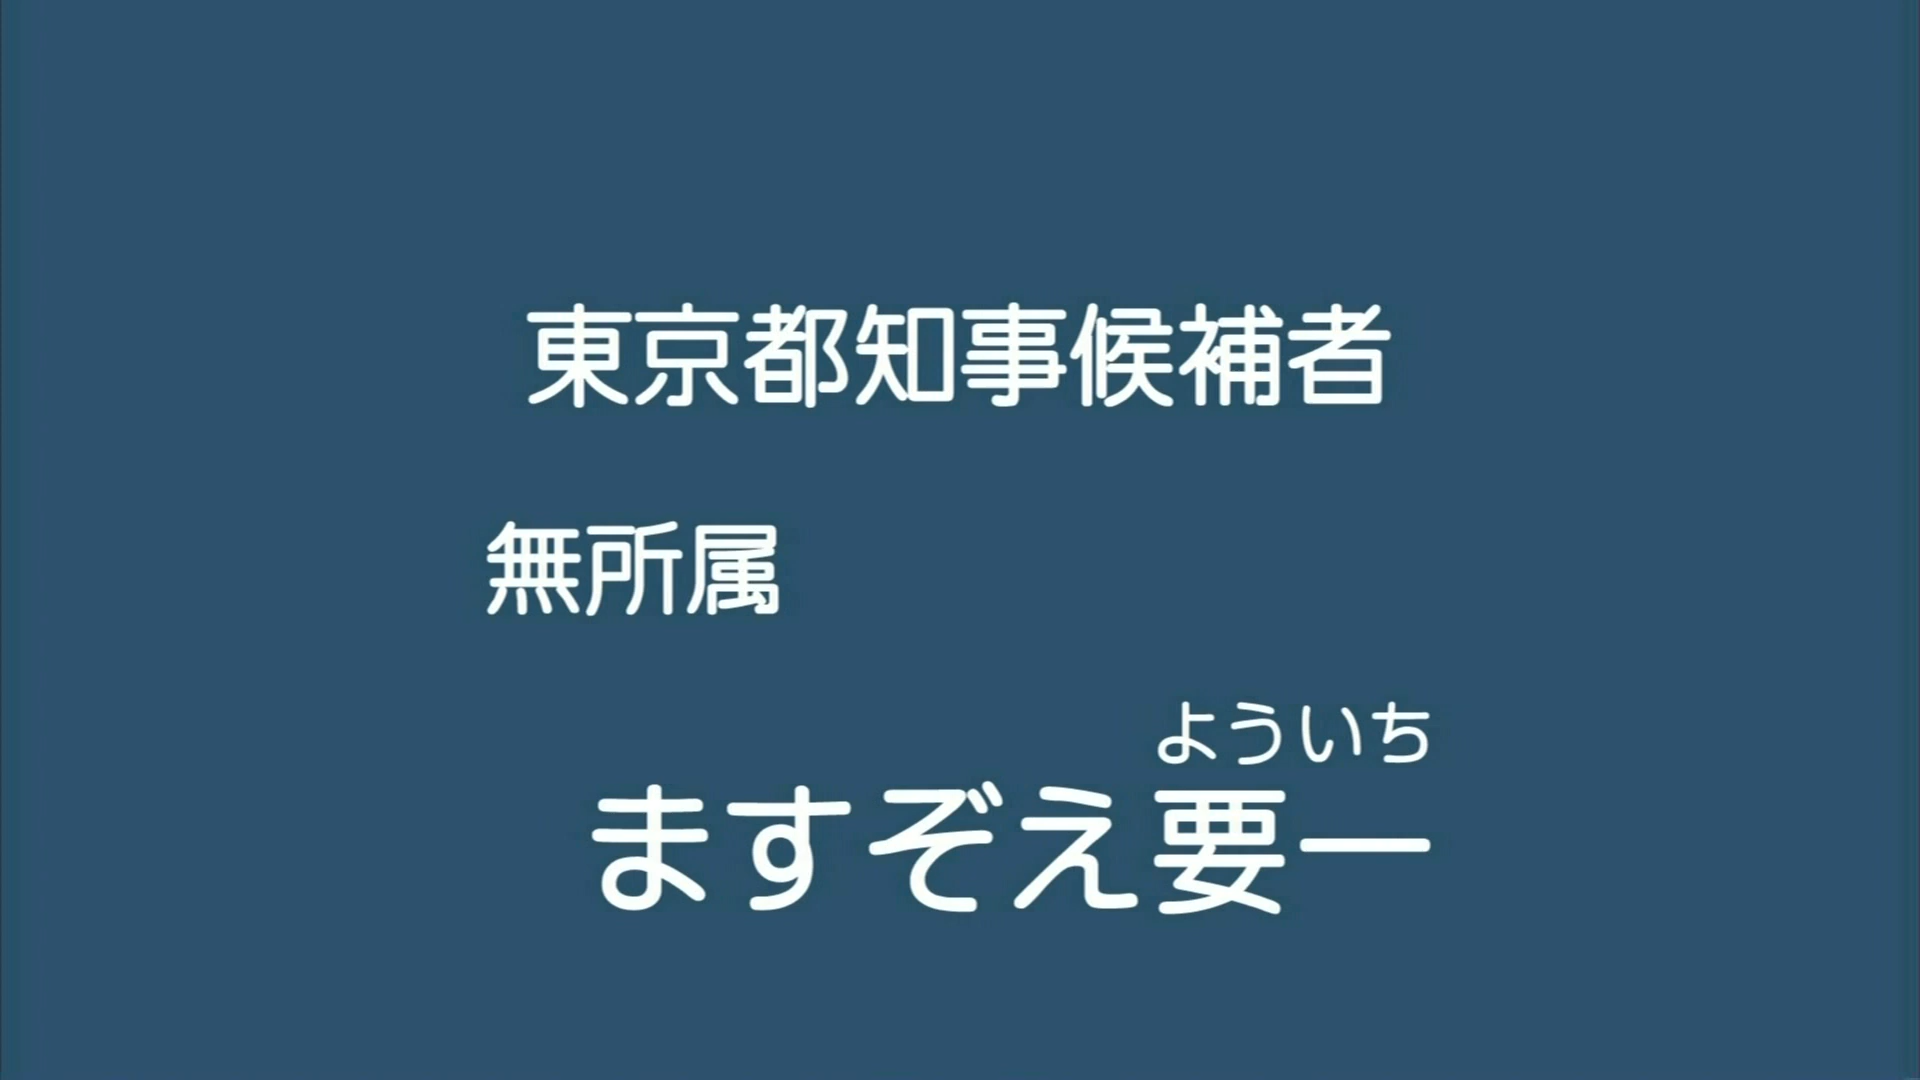 東京都知事候補者
無所属
よういち
ますぞえ要一